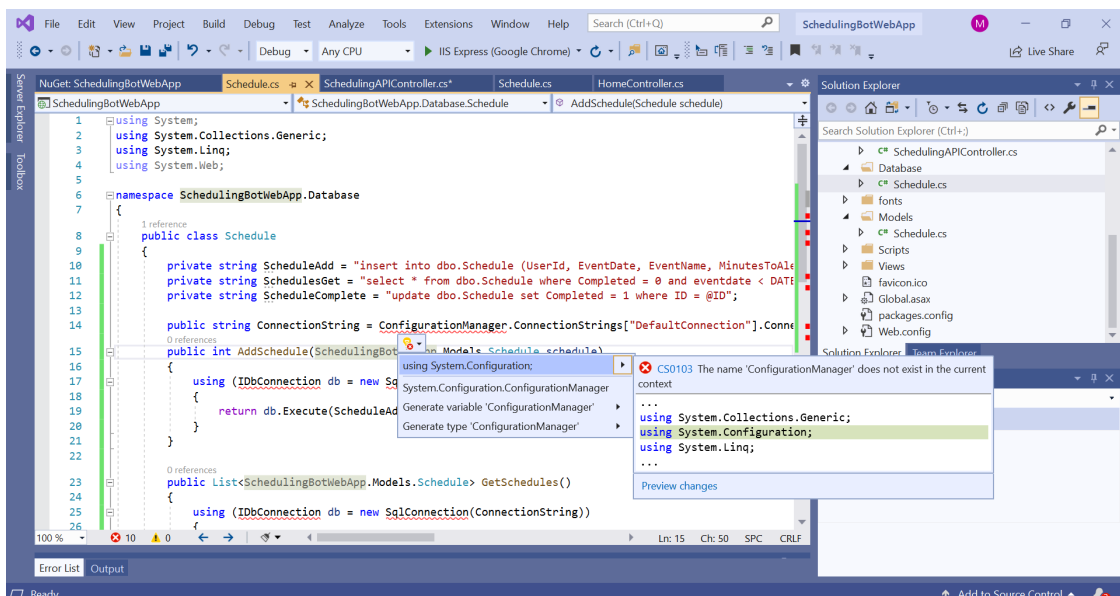 File Edit View Project Build Debug Test Analyze Tools Extensions Window Help Search (Ctrl+Q) SchedulingBotWebApp M
Debug Any CPU IIS Express (Google Chrome) Live Share
Server Explorer
Toolbox
NuGet: SchedulingBotWebApp Schedule.cs SchedulingAPIController.cs* Schedule.cs HomeController.cs
SchedulingBotWebApp SchedulingBotWebApp.Database.Schedule AddSchedule(Schedule schedule)
1 using System;
2 using System.Collections.Generic;
3 using System.Linq;
4 using System.Web;
5
6 namespace SchedulingBotWebApp.Database
7 {
1 reference
8 public class Schedule
9 {
10 private string ScheduleAdd = "insert into dbo.Schedule (UserId, EventDate, EventName, MinutesToAle
11 private string SchedulesGet = "select * from dbo.Schedule where Completed = 0 and eventdate < DATE
12 private string ScheduleComplete = "update dbo.Schedule set Completed = 1 where ID = @ID";
13
14 public string ConnectionString = ConfigurationManager.ConnectionStrings["DefaultConnection"].Conne
0 references
15 public int AddSchedule(SchedulingBot pp.Models.Schedule schedule)
16 {
17 using (IDbConnection db = new Sq
18 {
19 return db.Execute(ScheduleAd
20 }
21 }
22
0 references
23 public List<SchedulingBotWebApp.Models.Schedule> GetSchedules()
24 {
25 using (IDbConnection db = new SqlConnection(ConnectionString))
26 {
using System.Configuration;
System.Configuration.ConfigurationManager
Generate variable 'ConfigurationManager'
Generate type 'ConfigurationManager'
CS0103 The name 'ConfigurationManager' does not exist in the current
context
...
using System.Collections.Generic;
using System.Configuration;
using System.Linq;
...
Preview changes
100 % 10 0 Ln: 15 Ch: 50 SPC CRLF
Error List Output
Solution Explorer
Search Solution Explorer (Ctrl+;)
C# SchedulingAPIController.cs
Database
C# Schedule.cs
fonts
Models
C# Schedule.cs
Scripts
Views
favicon.ico
Global.asax
packages.config
Web.config
Solution Explorer Team Explorer
Ready Add to Source Control